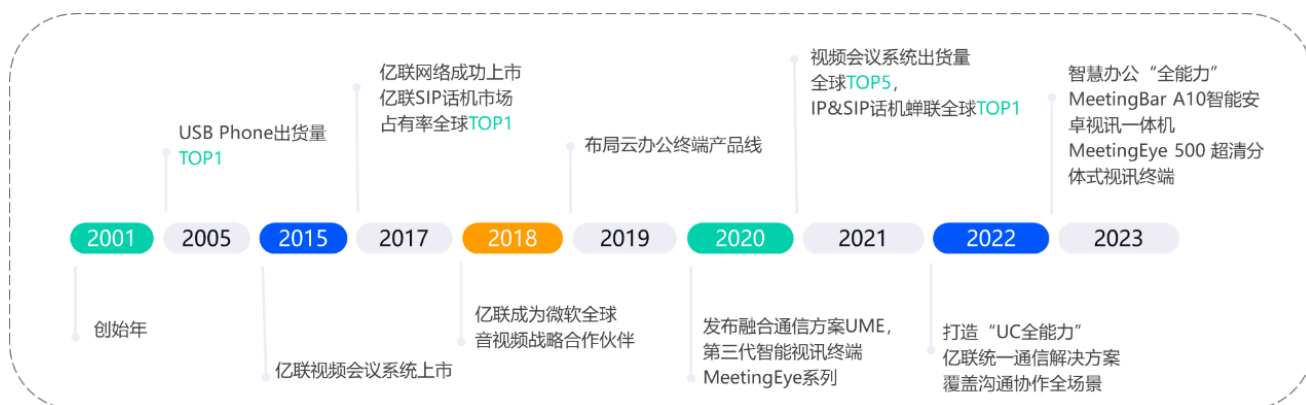 视频会议系统出货量
全球TOP5，
IP&SIP话机蝉联全球TOP1
亿联网络成功上市
亿联SIP话机市场
占有率全球TOP1
智慧办公“全能力”
MeetingBar A10智能安
卓视讯一体机
MeetingEye 500 超清分
体式视讯终端
USB Phone出货量
TOP1
布局云办公终端产品线
2001
2005
2015
2017
2018
2019
2020
2021
2022
2023
创始年
亿联视频会议系统上市
亿联成为微软全球
音视频战略合作伙伴
发布融合通信方案UME，
第三代智能视讯终端
MeetingEye系列
打造“UC全能力”
亿联统一通信解决方案
覆盖沟通协作全场景